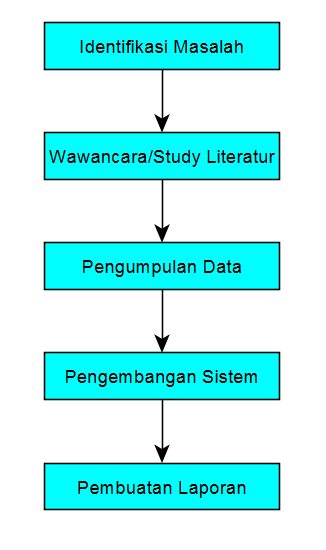 Identifikasi Masalah
Wawancara/Study Literatur
Pengumpulan Data
Pengembangan Sistem
Pembuatan Laporan